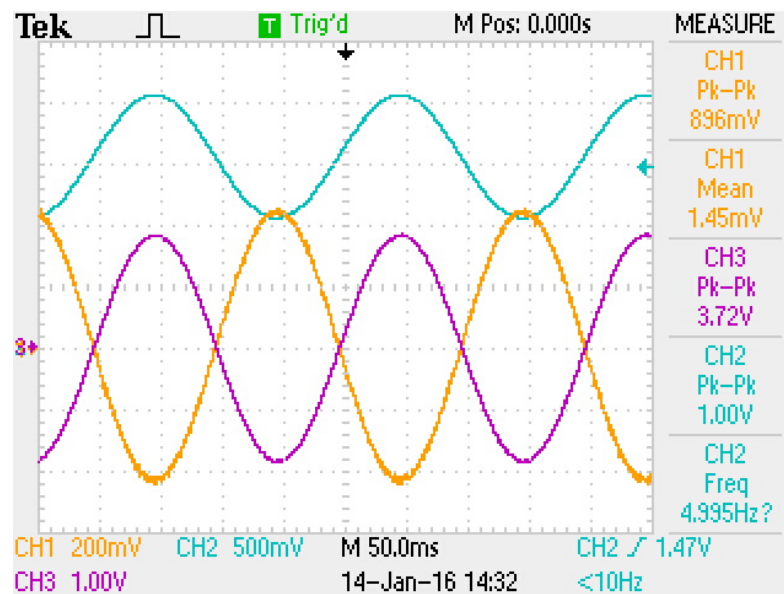 Tek T Trig'd M Pos: 0.000s MEASURE
CH1
Pk-Pk
896mV
CH1
Mean
1.45mV
CH3
Pk-Pk
3.72V
CH2
Pk-Pk
1.00V
CH2
Freq
4.995Hz?
3
CH1 200mV CH2 500mV M 50.0ms CH2 1.47V
CH3 1.00V 14-Jan-16 14:32 <10Hz